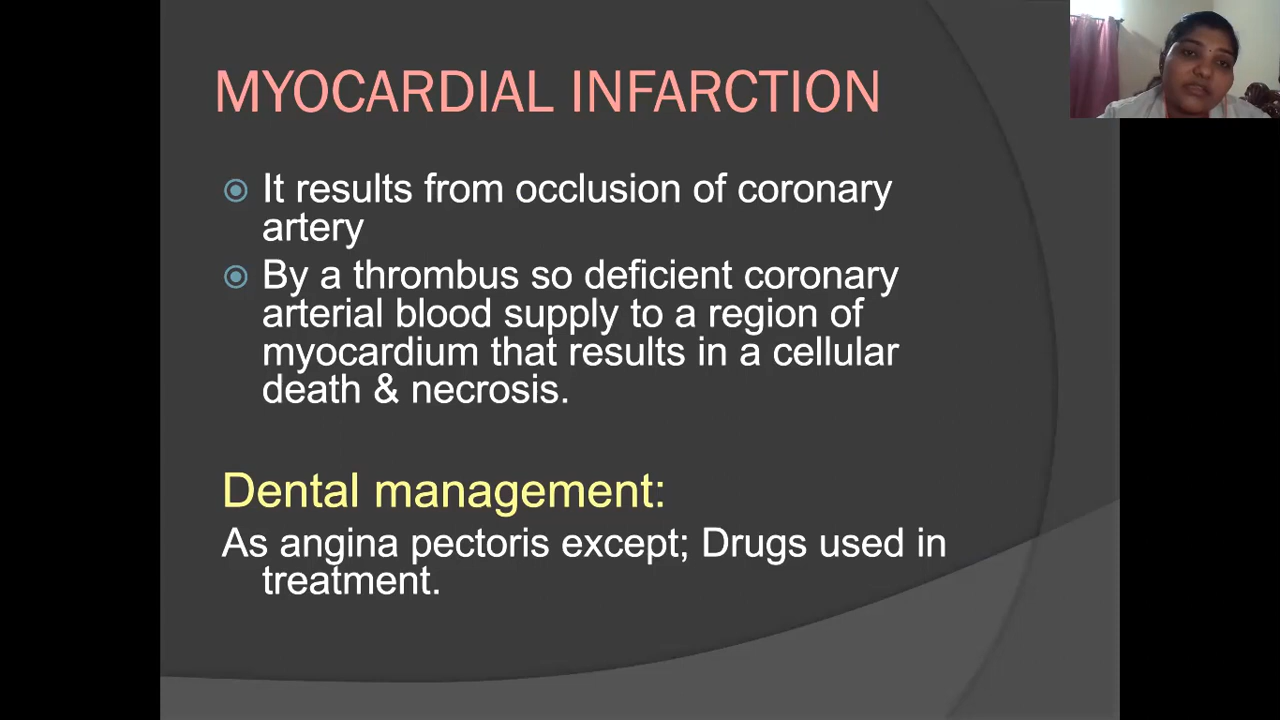 MYOCARDIAL INFARCTION
It results from occlusion of coronary
artery
By a thrombus so deficient coronary
arterial blood supply to a region of
myocardium that results in a cellular
death & necrosis.
Dental management:
As angina pectoris except; Drugs used in
treatment.